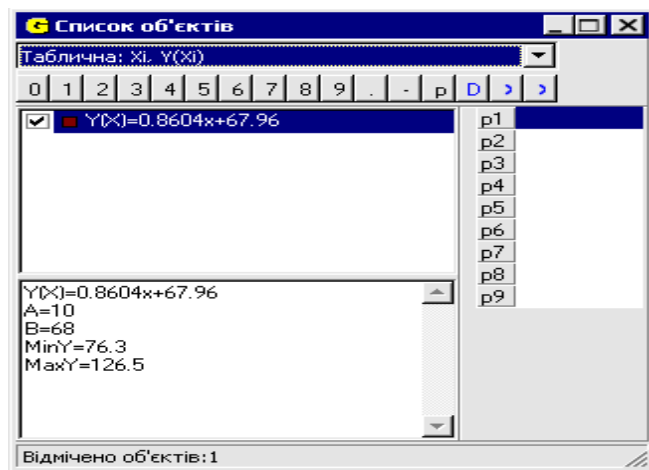 Список об'єктів
Таблична: Xi, Y(Xi)
0 1 2 3 4 5 6 7 8 9 . - p D > >
Y(X)=0.8604x+67.96
p1
p2
p3
p4
p5
p6
p7
p8
p9
Y(X)=0.8604x+67.96
A=10
B=68
MinY=76.3
MaxY=126.5
Відмічено об'єктів:1